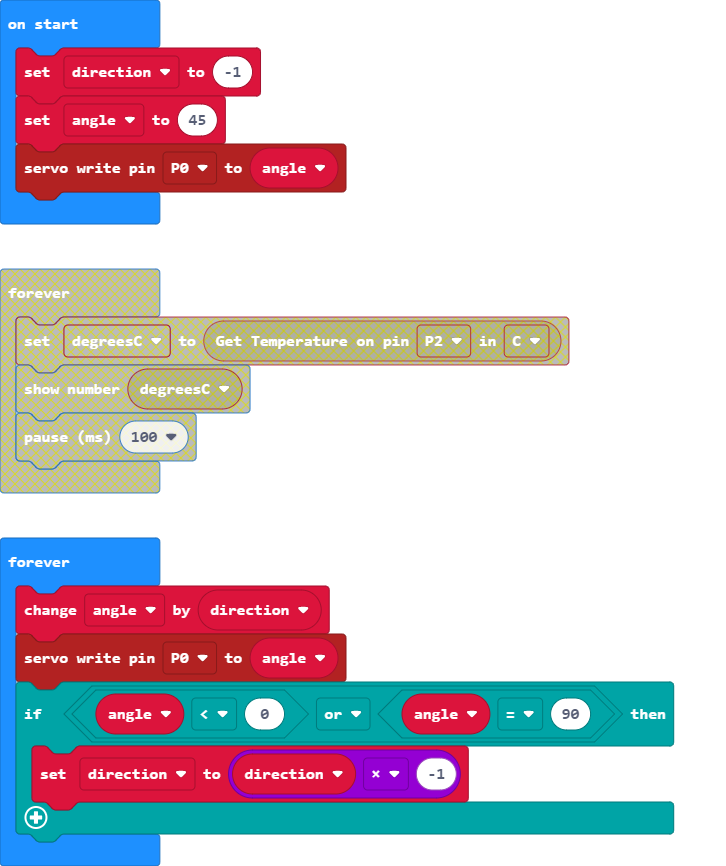 on start
set direction to -1
set angle to 45
servo write pin P0 to angle
forever
set degreesC to Get Temperature on pin P2 in C
show number degreesC
pause (ms) 100
forever
change angle by direction
servo write pin P0 to angle
if angle < 0 or angle = 90 then
set direction to direction × -1